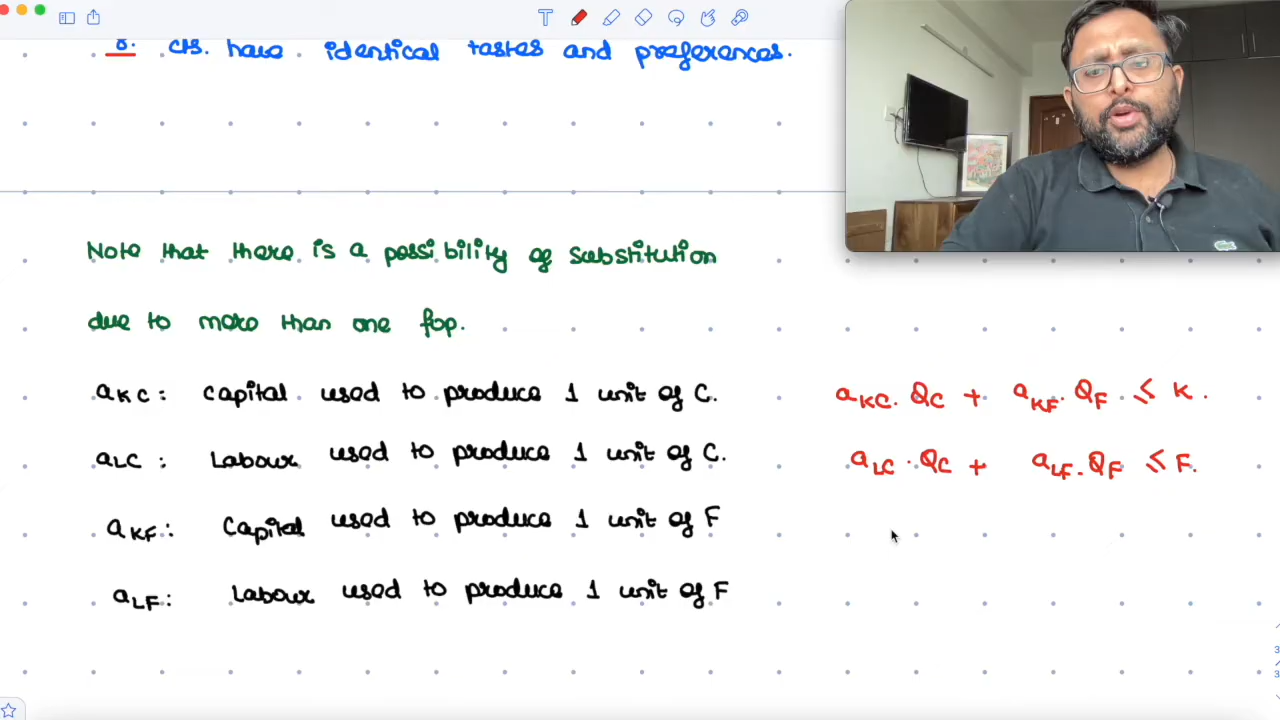 8. cts. have identical tastes and preferences.
Note that there is a possibility of substitution
due to more than one fop.
aKC: Capital used to produce 1 unit of C.
aLC: Labour used to produce 1 unit of C.
aKF: Capital used to produce 1 unit of F
aLF: Labour used to produce 1 unit of F
aKC. QC + aKF. QF ≤ K.
aLC. QC + aLF. QF ≤ F.